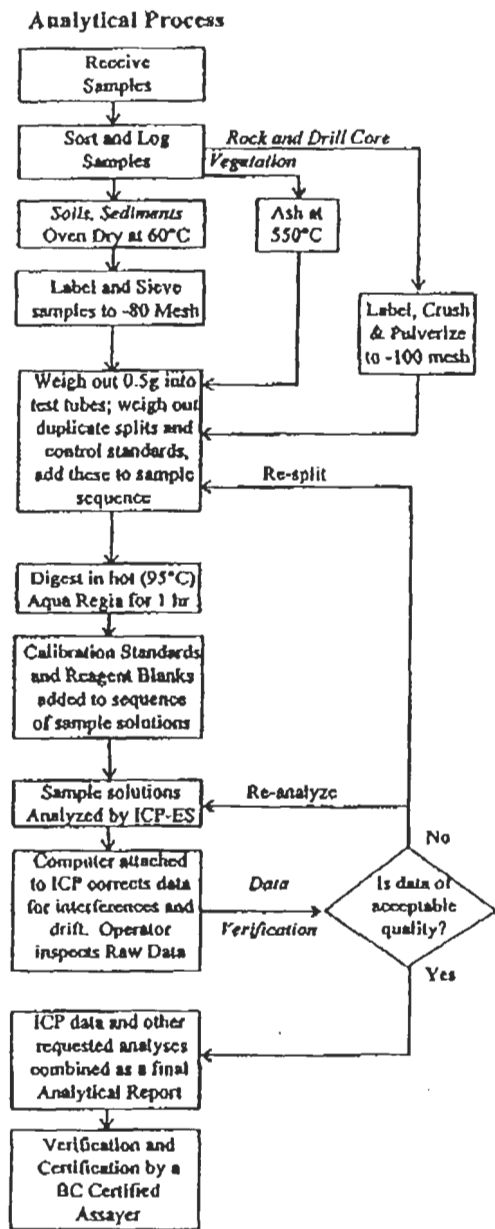 Analytical Process
Receive
Samples
Sort and Log
Samples
Rock and Drill Core
Vegetation
Soils, Sediments
Oven Dry at 60°C
Ash at
550°C
Label and Sieve
samples to -80 Mesh
Label, Crush
& Pulverize
to -100 mesh
Weigh out 0.5g into
test tubes; weigh out
duplicate splits and
control standards,
add these to sample
sequence
Re-split
Digest in hot (95°C)
Aqua Regia for 1 hr
Calibration Standards
and Reagent Blanks
added to sequence
of sample solutions
Sample solutions
Analyzed by ICP-ES
Re-analyze
No
Computer attached
to ICP corrects data
for interferences and
drift. Operator
inspects Raw Data
Data
Verification
Is data of
acceptable
quality?
Yes
ICP data and other
requested analyses
combined as a final
Analytical Report
Verification and
Certification by a
BC Certified
Assayer